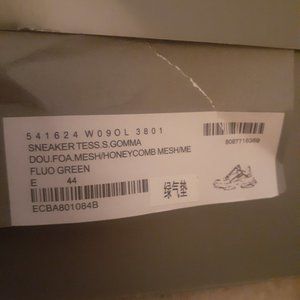 541624 W09OL 3801
SNEAKER TESS.S.GOMMA
DOU.FOA.MESH/HONEYCOMB MESH/ME
FLUO GREEN
E 44
绿气垫
ECBA801084B